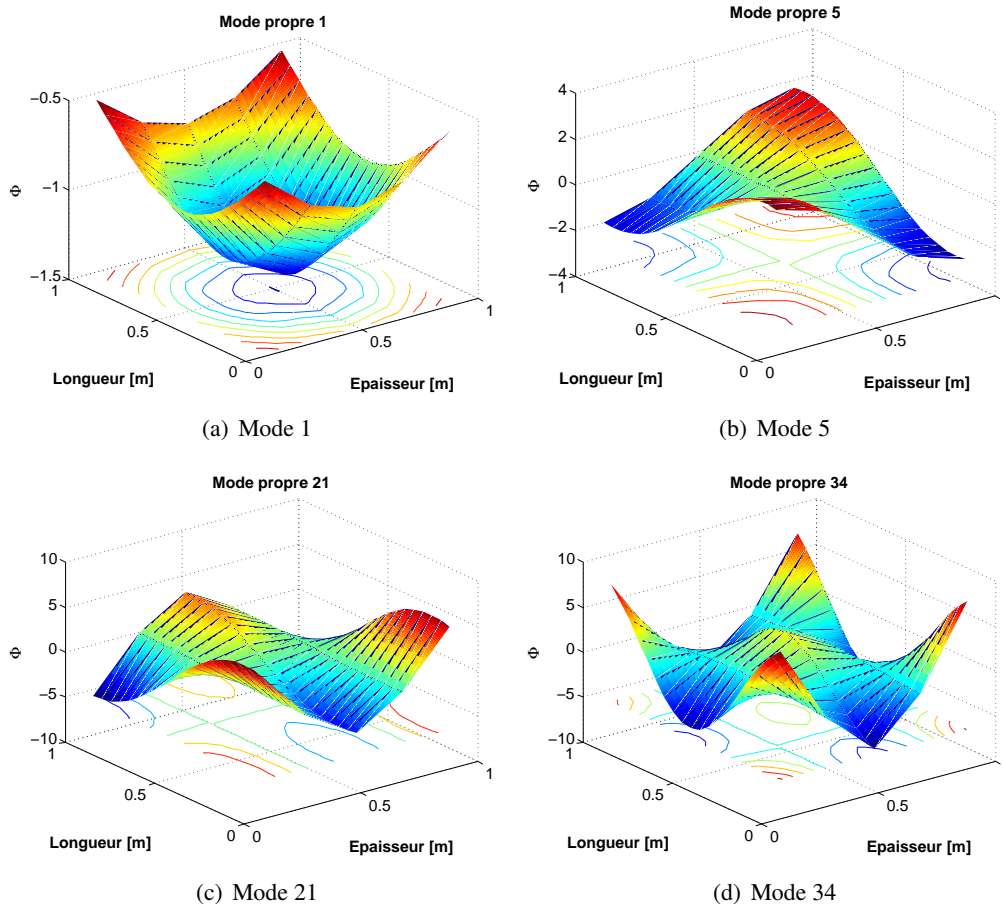 Mode propre 1
−0.5
−1
−1.5
Φ
1
0.5
0
0
0.5
1
Longueur [m]
Epaisseur [m]
(a) Mode 1
Mode propre 5
4
2
0
−2
−4
Φ
1
0.5
0
0
0.5
Longueur [m]
Epaisseur [m]
(b) Mode 5
Mode propre 21
10
5
0
−5
−10
Φ
1
0.5
0
0
0.5
1
Longueur [m]
Epaisseur [m]
(c) Mode 21
Mode propre 34
10
5
0
−5
−10
Φ
1
0.5
0
0
0.5
Longueur [m]
Epaisseur [m]
(d) Mode 34